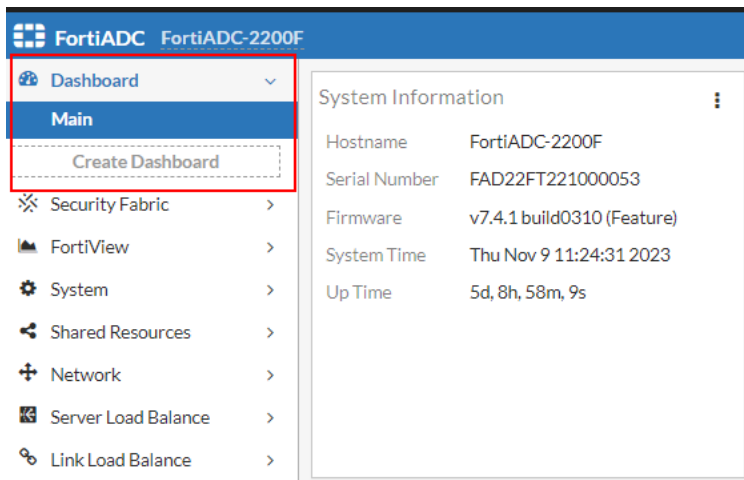 FortiADC FortiADC-2200F
Dashboard
Main
Create Dashboard
Security Fabric
FortiView
System
Shared Resources
Network
Server Load Balance
Link Load Balance
System Information
Hostname FortiADC-2200F
Serial Number FAD22FT221000053
Firmware v7.4.1 build0310 (Feature)
System Time Thu Nov 9 11:24:31 2023
Up Time 5d, 8h, 58m, 9s